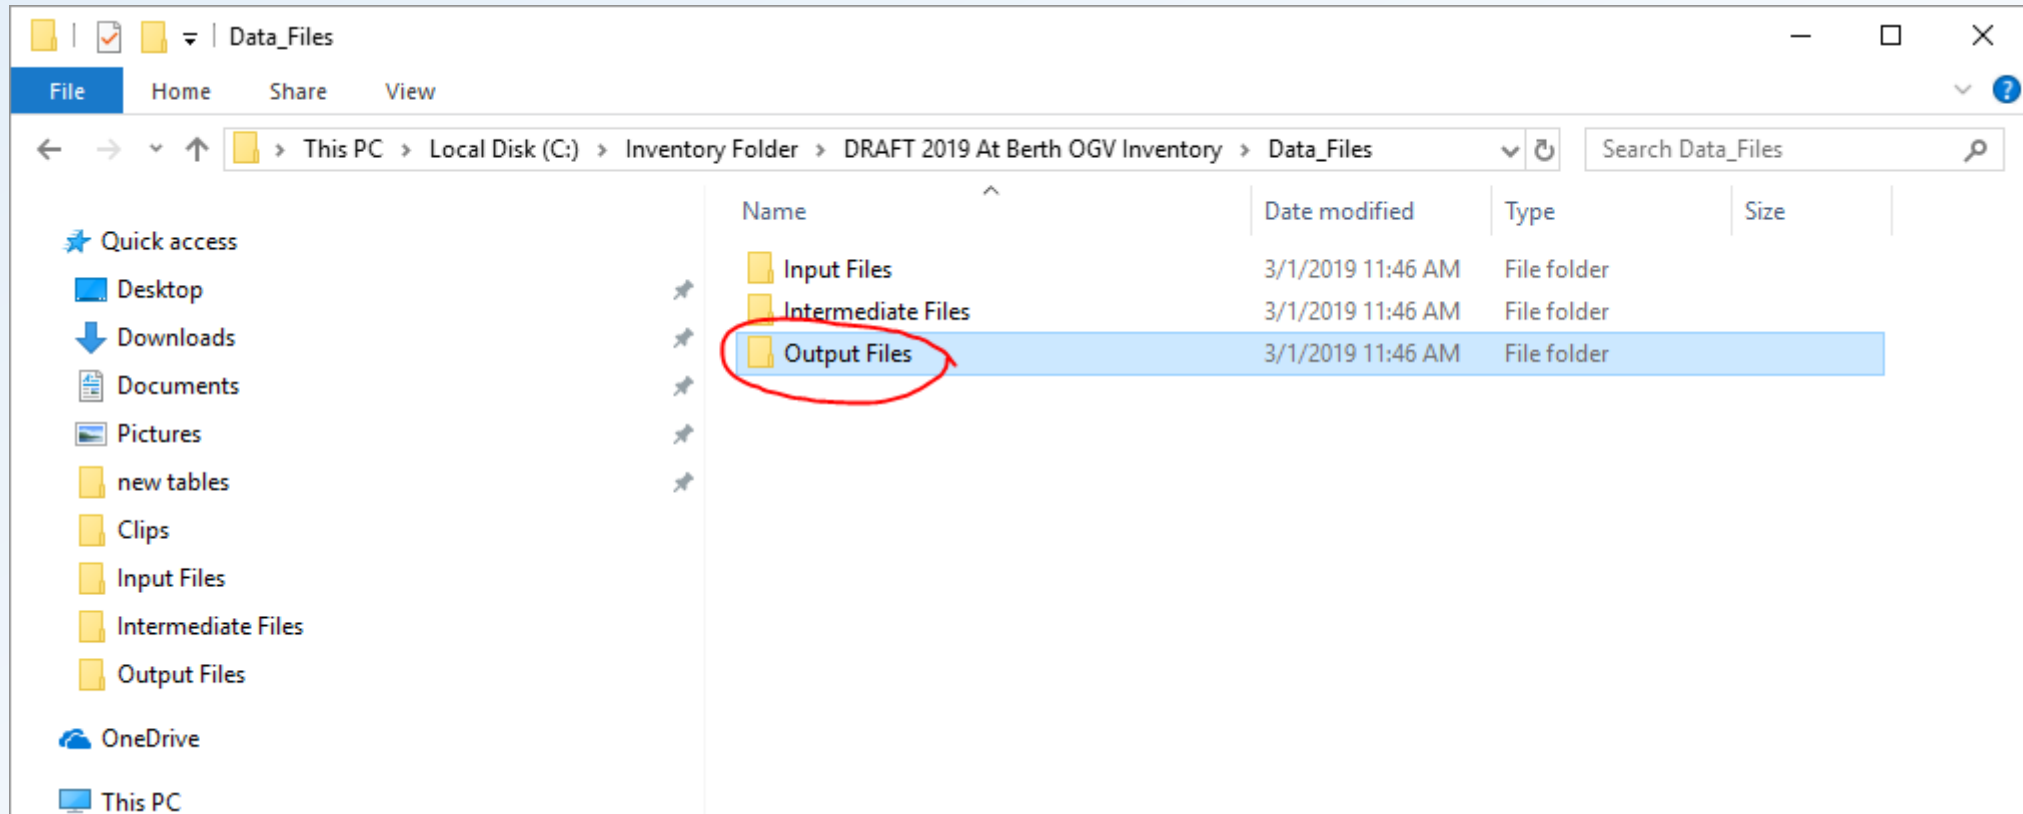 Data_Files
File Home Share View
This PC > Local Disk (C:) > Inventory Folder > DRAFT 2019 At Berth OGV Inventory > Data_Files
Search Data_Files
Name Date modified Type Size
Quick access
Desktop
Downloads
Documents
Pictures
new tables
Clips
Input Files
Intermediate Files
Output Files
OneDrive
This PC
Input Files 3/1/2019 11:46 AM File folder
Intermediate Files 3/1/2019 11:46 AM File folder
Output Files 3/1/2019 11:46 AM File folder